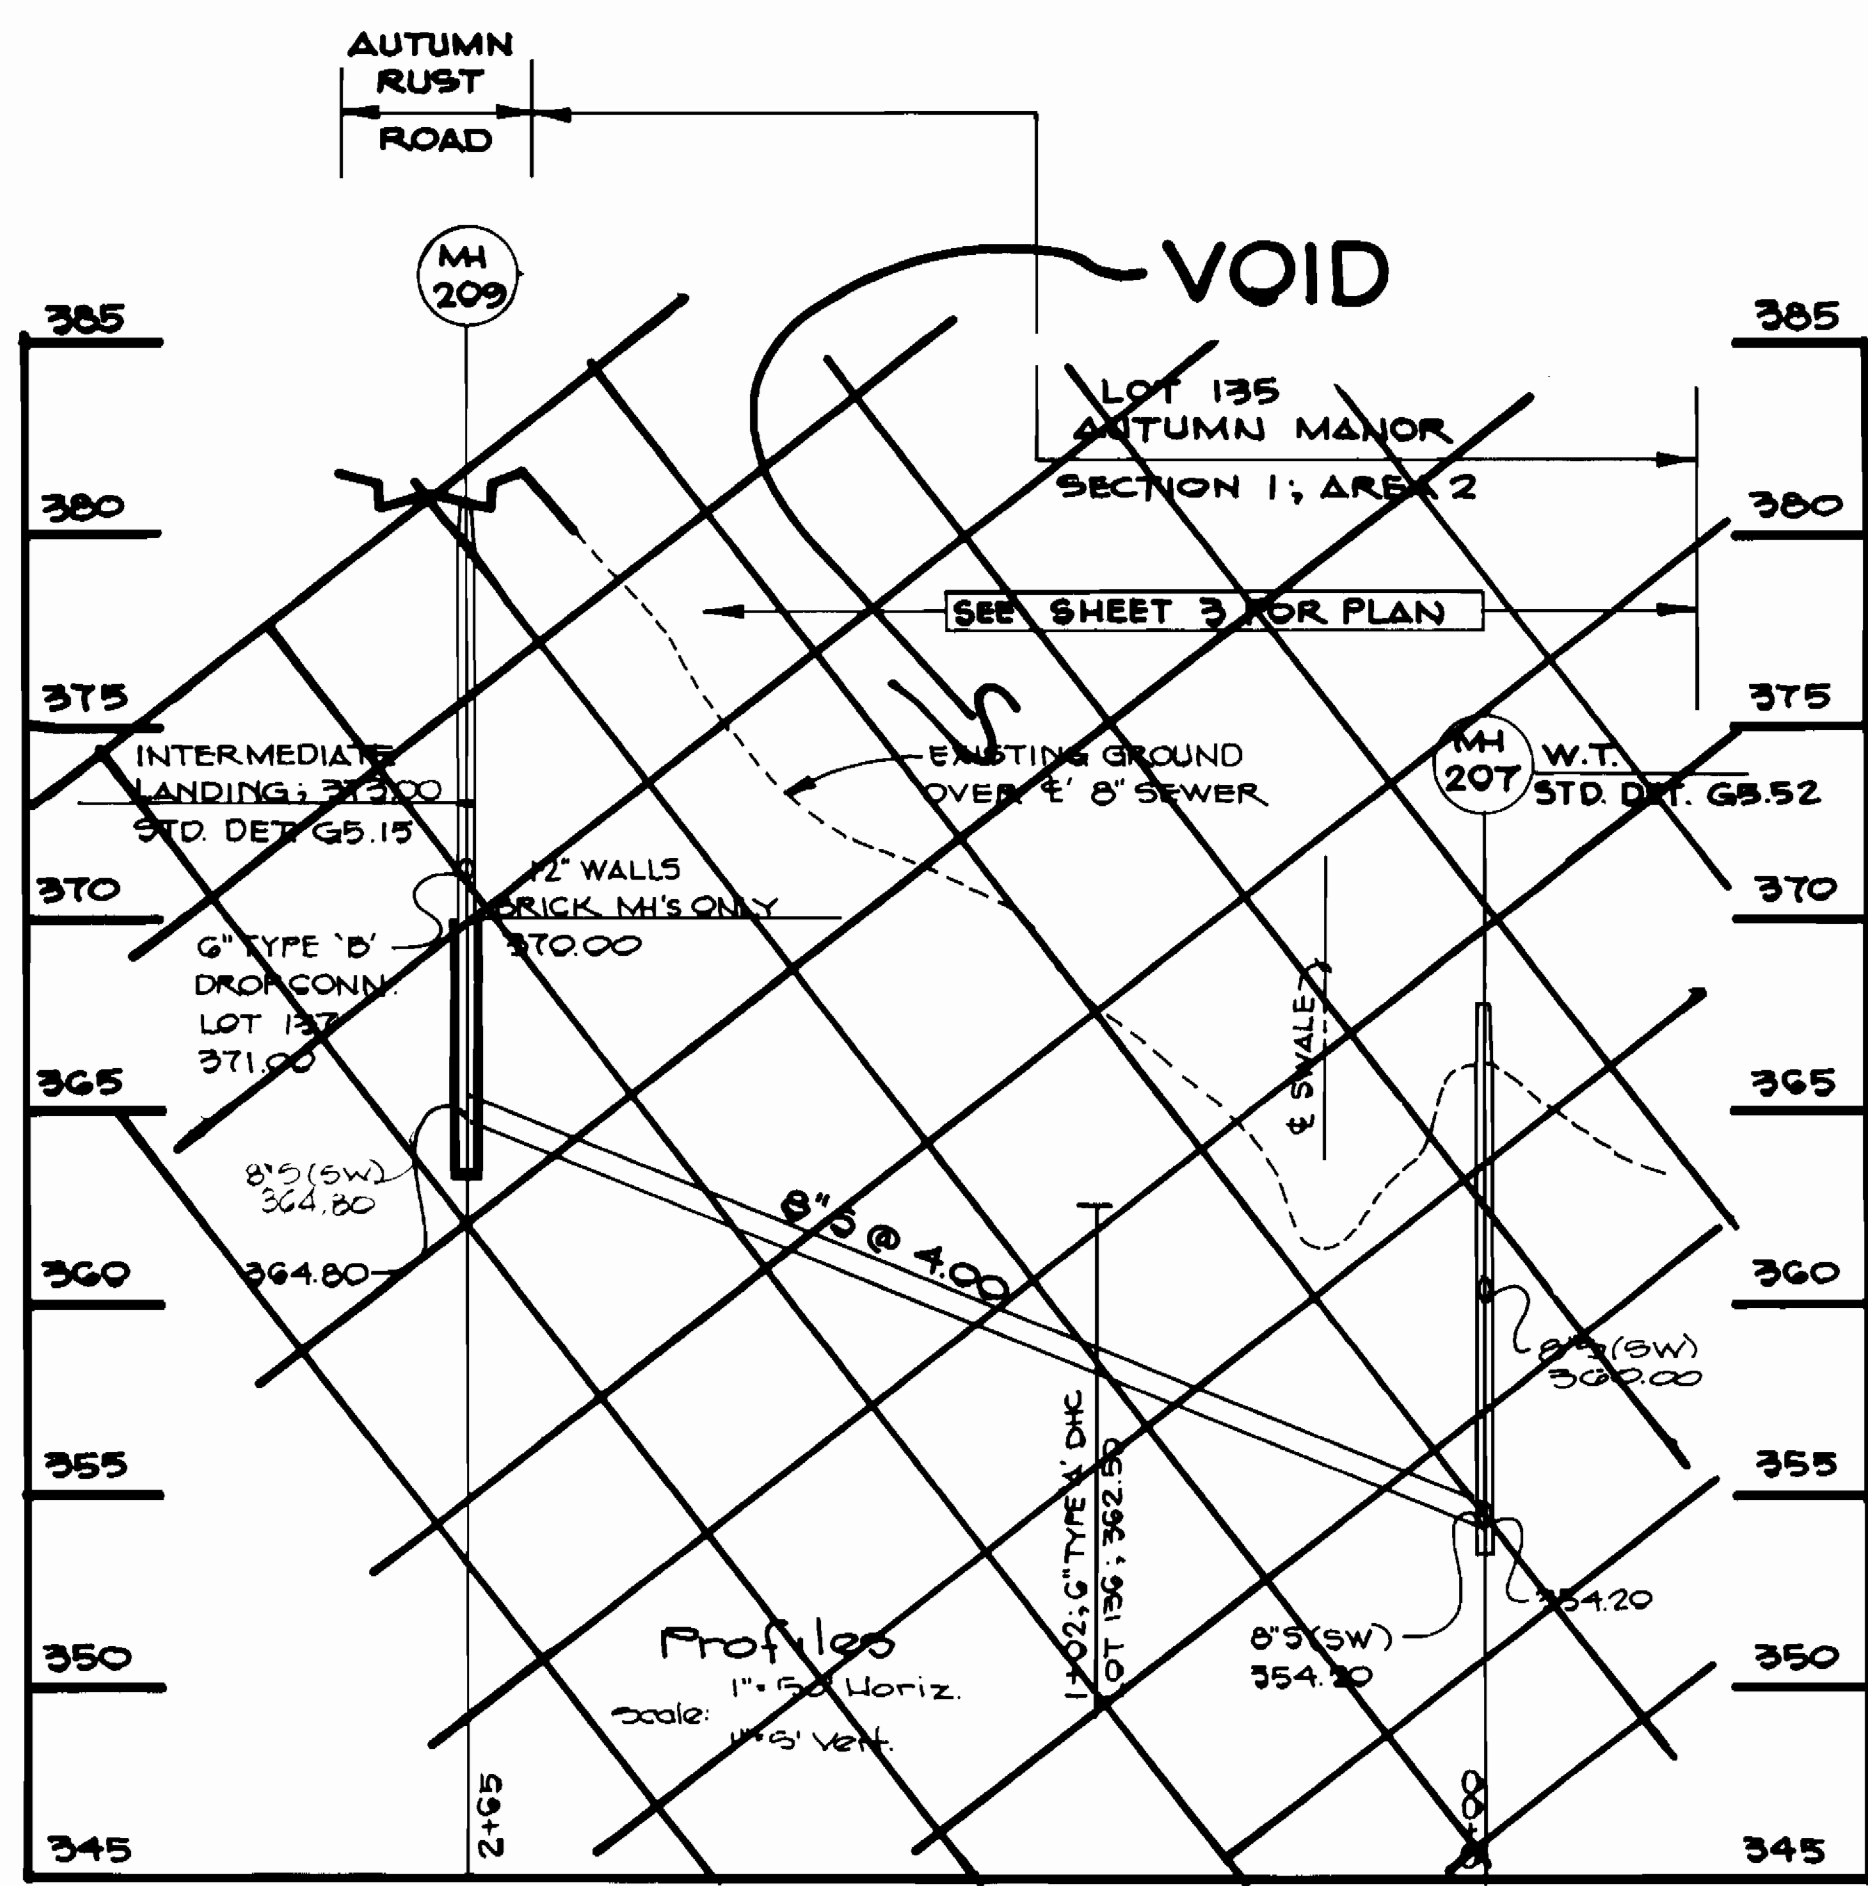 AUTUMN
RUST
ROAD
MH
209
VOID
385
385
LOT 135
AUTUMN MANOR
SECTION 1; AREA 2
380
380
SEE SHEET 3 FOR PLAN
375
375
INTERMEDIATE
LANDING; 373.00
STD. DET. G5.15
EXISTING GROUND
OVER ℄' 8" SEWER
MH
207
W.T.
STD. DET. G5.52
12" WALLS
BRICK MH'S ONLY
370.00
370
370
6" TYPE 'B'
DROP CONN.
LOT 137
371.00
℄ SWALE
365
365
8"S (SW)
364.80
364.80
8"S @ 4.00
360
360
8"S (SW)
360.00
355
355
1+02; 6" TYPE 'A' DHC
LOT 136; 362.50
354.20
8"S (SW)
354.20
Profiles
Scale:
1"=50' Horiz.
1"=5' Vert.
350
350
2+65
0+00
345
345